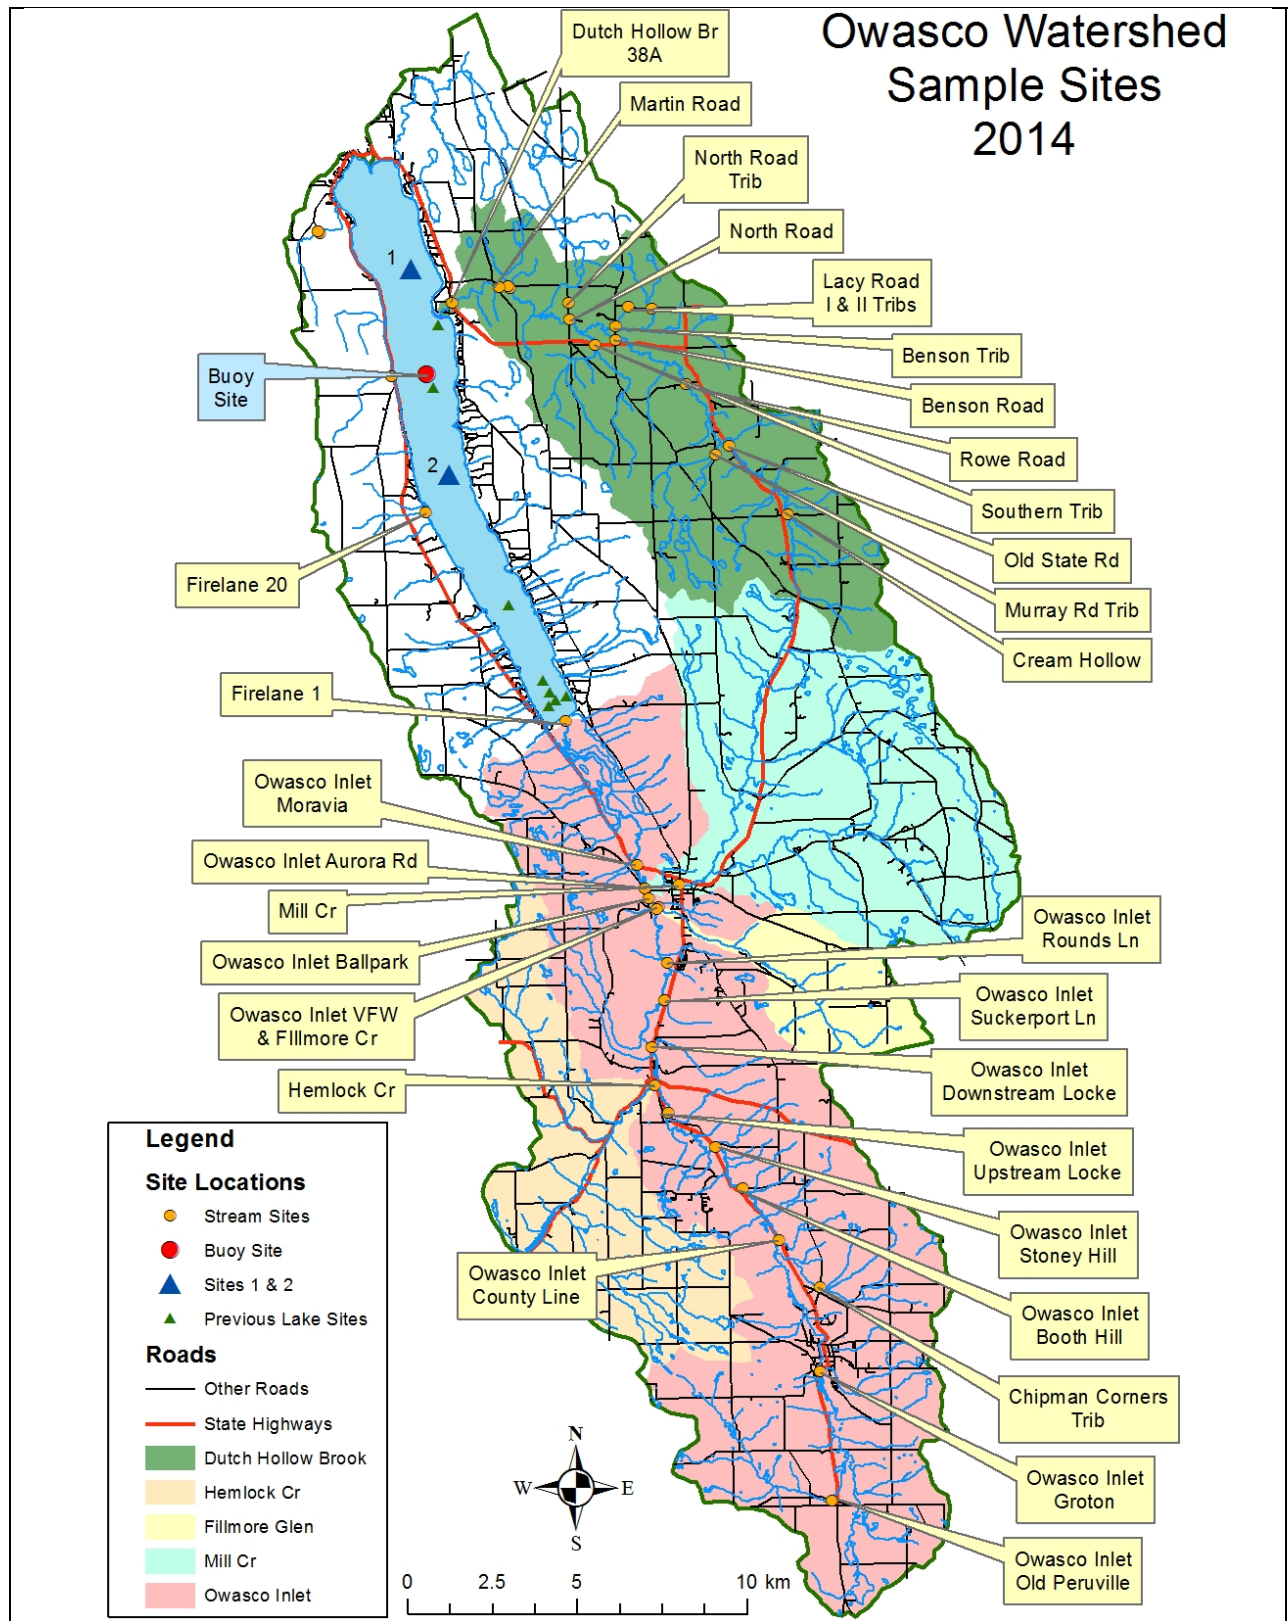 Owasco Watershed
Sample Sites
2014
Dutch Hollow Br
38A
Martin Road
North Road
Trib
North Road
Lacy Road
I & II Tribs
Benson Trib
Benson Road
Rowe Road
Southern Trib
Old State Rd
Murray Rd Trib
Cream Hollow
1
Buoy
Site
2
Firelane 20
Firelane 1
Owasco Inlet
Moravia
Owasco Inlet Aurora Rd
Mill Cr
Owasco Inlet Ballpark
Owasco Inlet VFW
& FIllmore Cr
Hemlock Cr
Owasco Inlet
Rounds Ln
Owasco Inlet
Suckerport Ln
Owasco Inlet
Downstream Locke
Owasco Inlet
Upstream Locke
Owasco Inlet
Stoney Hill
Owasco Inlet
County Line
Owasco Inlet
Booth Hill
Chipman Corners
Trib
Owasco Inlet
Groton
Owasco Inlet
Old Peruville
Legend
Site Locations
Stream Sites
Buoy Site
Sites 1 & 2
Previous Lake Sites
Roads
Other Roads
State Highways
Dutch Hollow Brook
Hemlock Cr
Fillmore Glen
Mill Cr
Owasco Inlet
N
W E
S
0 2.5 5 10 km